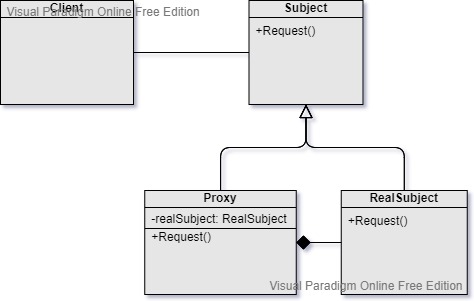 Visual Paradigm Online Free Edition
Client
Subject
+Request()
Proxy
-realSubject: RealSubject
+Request()
RealSubject
+Request()
Visual Paradigm Online Free Edition